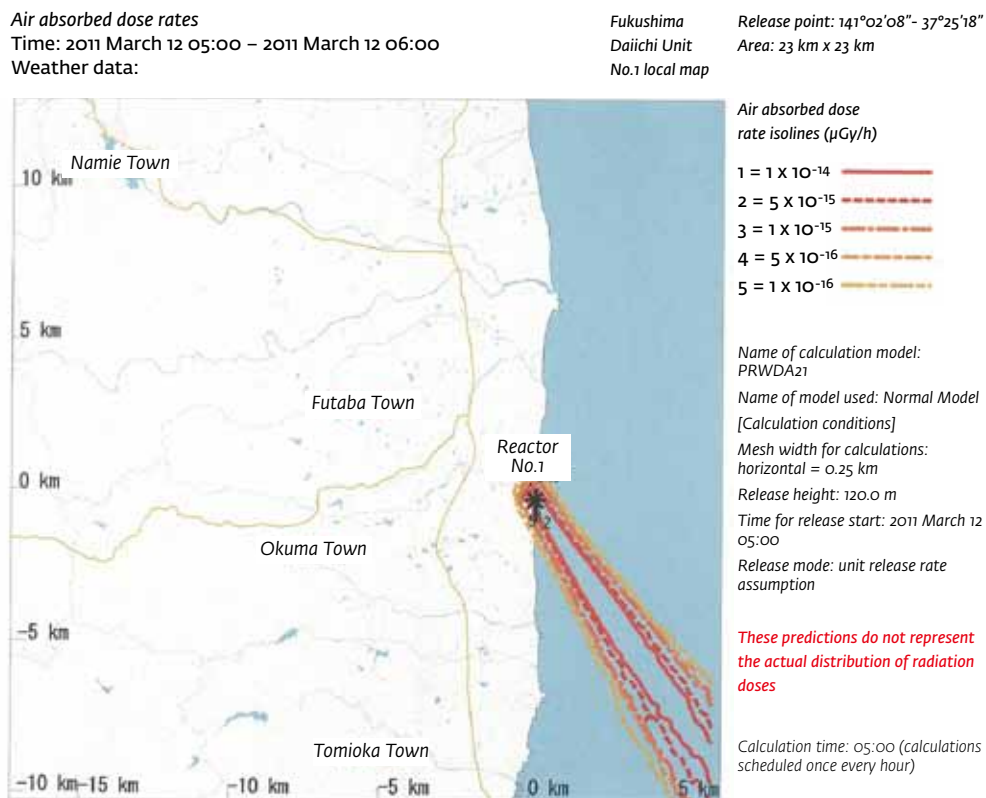 Air absorbed dose rates
Time: 2011 March 12 05:00 – 2011 March 12 06:00
Weather data:
Fukushima
Daiichi Unit
No.1 local map
Release point: 141°02'08"- 37°25'18"
Area: 23 km x 23 km
Namie Town
10 km
5 km
Futaba Town
Reactor
No.1
0 km
2
Okuma Town
-5 km
Tomioka Town
-10 km
-15 km
-10 km
-5 km
0 km
5 km
Air absorbed dose
rate isolines (µGy/h)
1 = 1 x 10-14
2 = 5 x 10-15
3 = 1 x 10-15
4 = 5 x 10-16
5 = 1 x 10-16
Name of calculation model:
PRWDA21
Name of model used: Normal Model
[Calculation conditions]
Mesh width for calculations:
horizontal = 0.25 km
Release height: 120.0 m
Time for release start: 2011 March 12
05:00
Release mode: unit release rate
assumption
These predictions do not represent
the actual distribution of radiation
doses
Calculation time: 05:00 (calculations
scheduled once every hour)